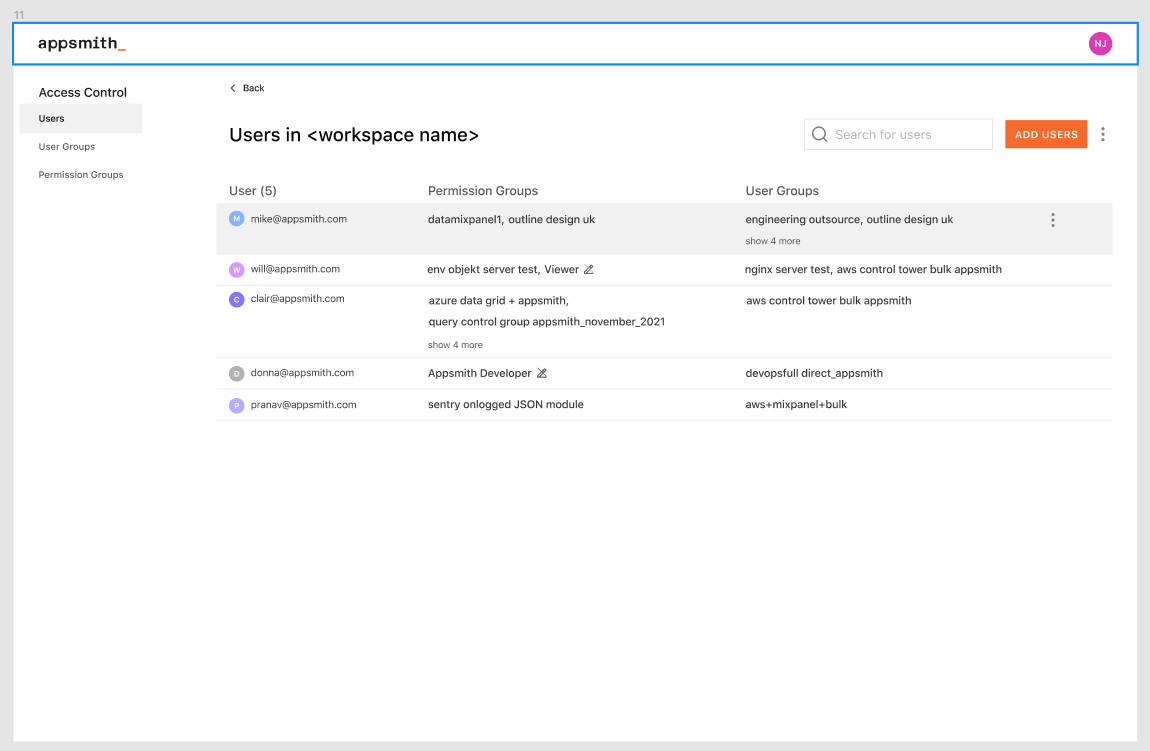 11
appsmith_
NJ
Access Control
Users
User Groups
Permission Groups
Back
Users in <workspace name>
Search for users
ADD USERS
User (5) Permission Groups User Groups
M mike@appsmith.com datamixpanel1, outline design uk engineering outsource, outline design uk
show 4 more
W will@appsmith.com env objekt server test, Viewer nginx server test, aws control tower bulk appsmith
C clair@appsmith.com azure data grid + appsmith, aws control tower bulk appsmith
query control group appsmith_november_2021
show 4 more
D donna@appsmith.com Appsmith Developer devopsfull direct_appsmith
P pranav@appsmith.com sentry onlogged JSON module aws+mixpanel+bulk